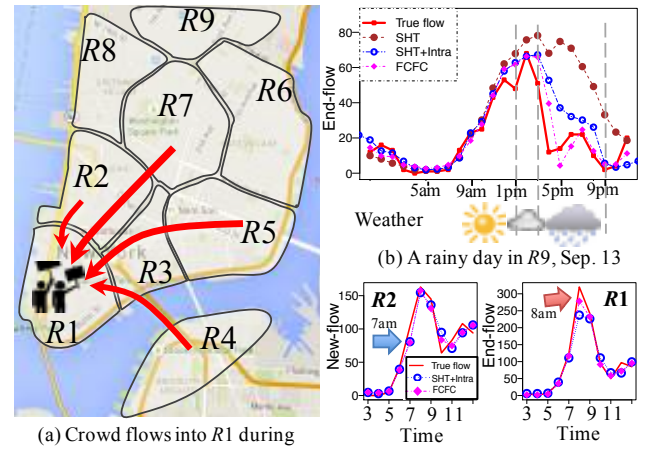 R9
R8
R7
R6
R2
R5
R3
R1
R4
(a) Crowd flows into R1 during
True flow
SHT
SHT+Intra
FCFC
End-flow
0 20 40 60 80
5am 9am 1pm 5pm 9pm
Weather
(b) A rainy day in R9, Sep. 13
R2
7am
New-flow
0 50 100 150
True flow
SHT+Intra
FCFC
3 5 7 9 11
Time
R1
8am
End-flow
0 50 100 150 200 250 300
3 5 7 9 11
Time